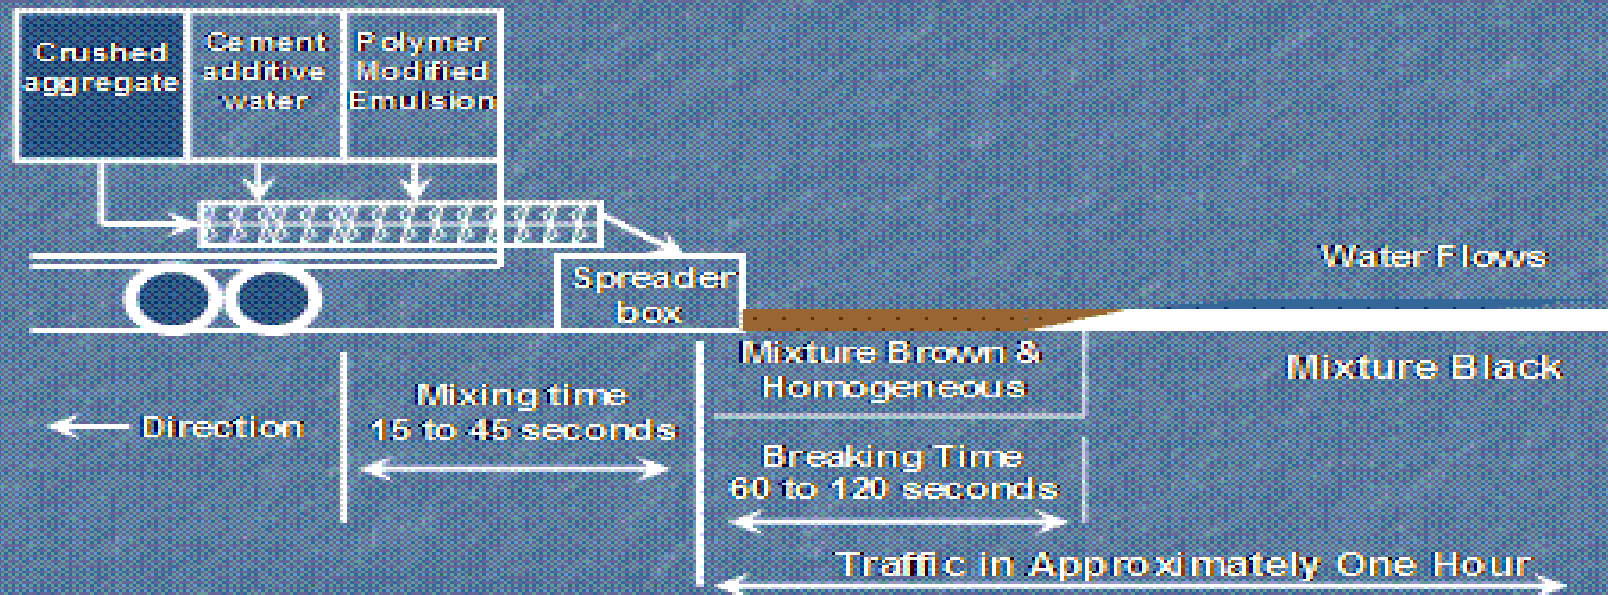 Crushed
aggregate
Cement
additive
water
Polymer
Modified
Emulsion
Spreader
box
Water Flows
Mixture Brown &
Homogeneous
Mixture Black
Mixing time
15 to 45 seconds
Direction
Breaking Time
60 to 120 seconds
Traffic in Approximately One Hour